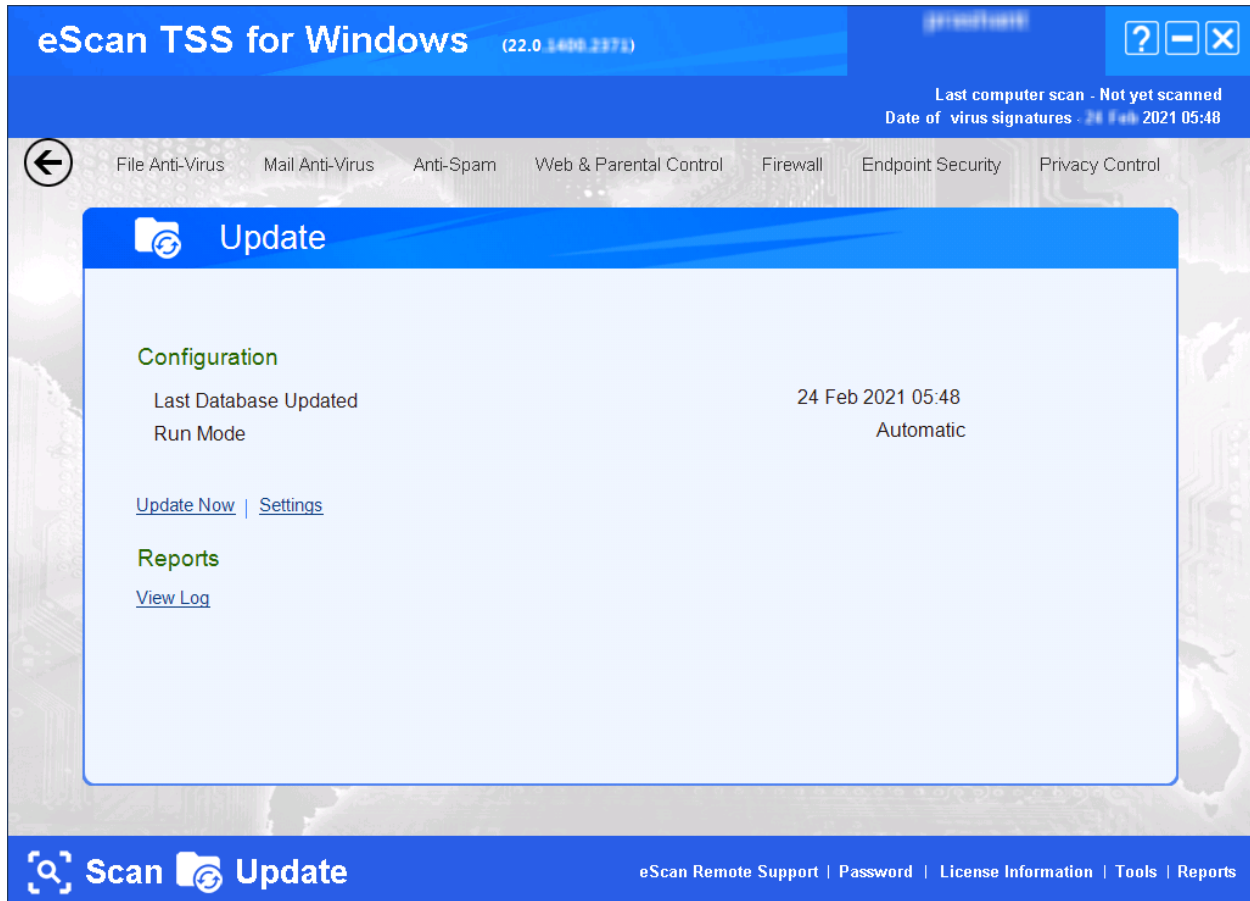 eScan TSS for Windows (22.0
Last computer scan - Not yet scanned
Date of virus signatures - 2021 05:48
File Anti-Virus Mail Anti-Virus Anti-Spam Web & Parental Control Firewall Endpoint Security Privacy Control
Update
Configuration
Last Database Updated 24 Feb 2021 05:48
Run Mode Automatic
Update Now | Settings
Reports
View Log
Scan Update eScan Remote Support | Password | License Information | Tools | Reports